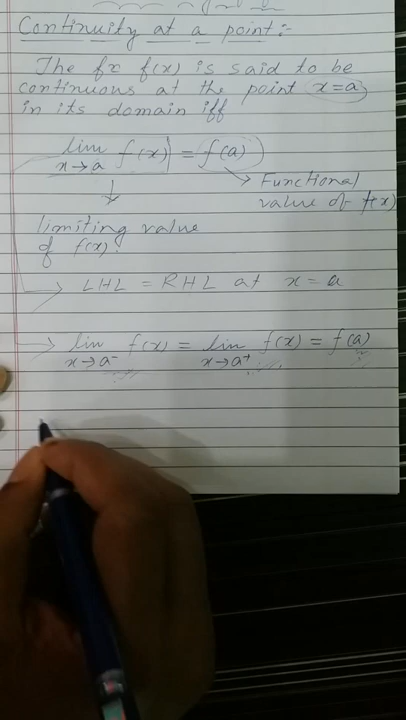 Continuity at a point:-
The fx f(x) is said to be
continuous at the point x=a
in its domain iff
lim x→a f(x) = f(a)
Functional
value of f(x)
limiting value
of f(x).
LHL = RHL at x = a
lim x→a⁻ f(x) = lim x→a⁺ f(x) = f(a)